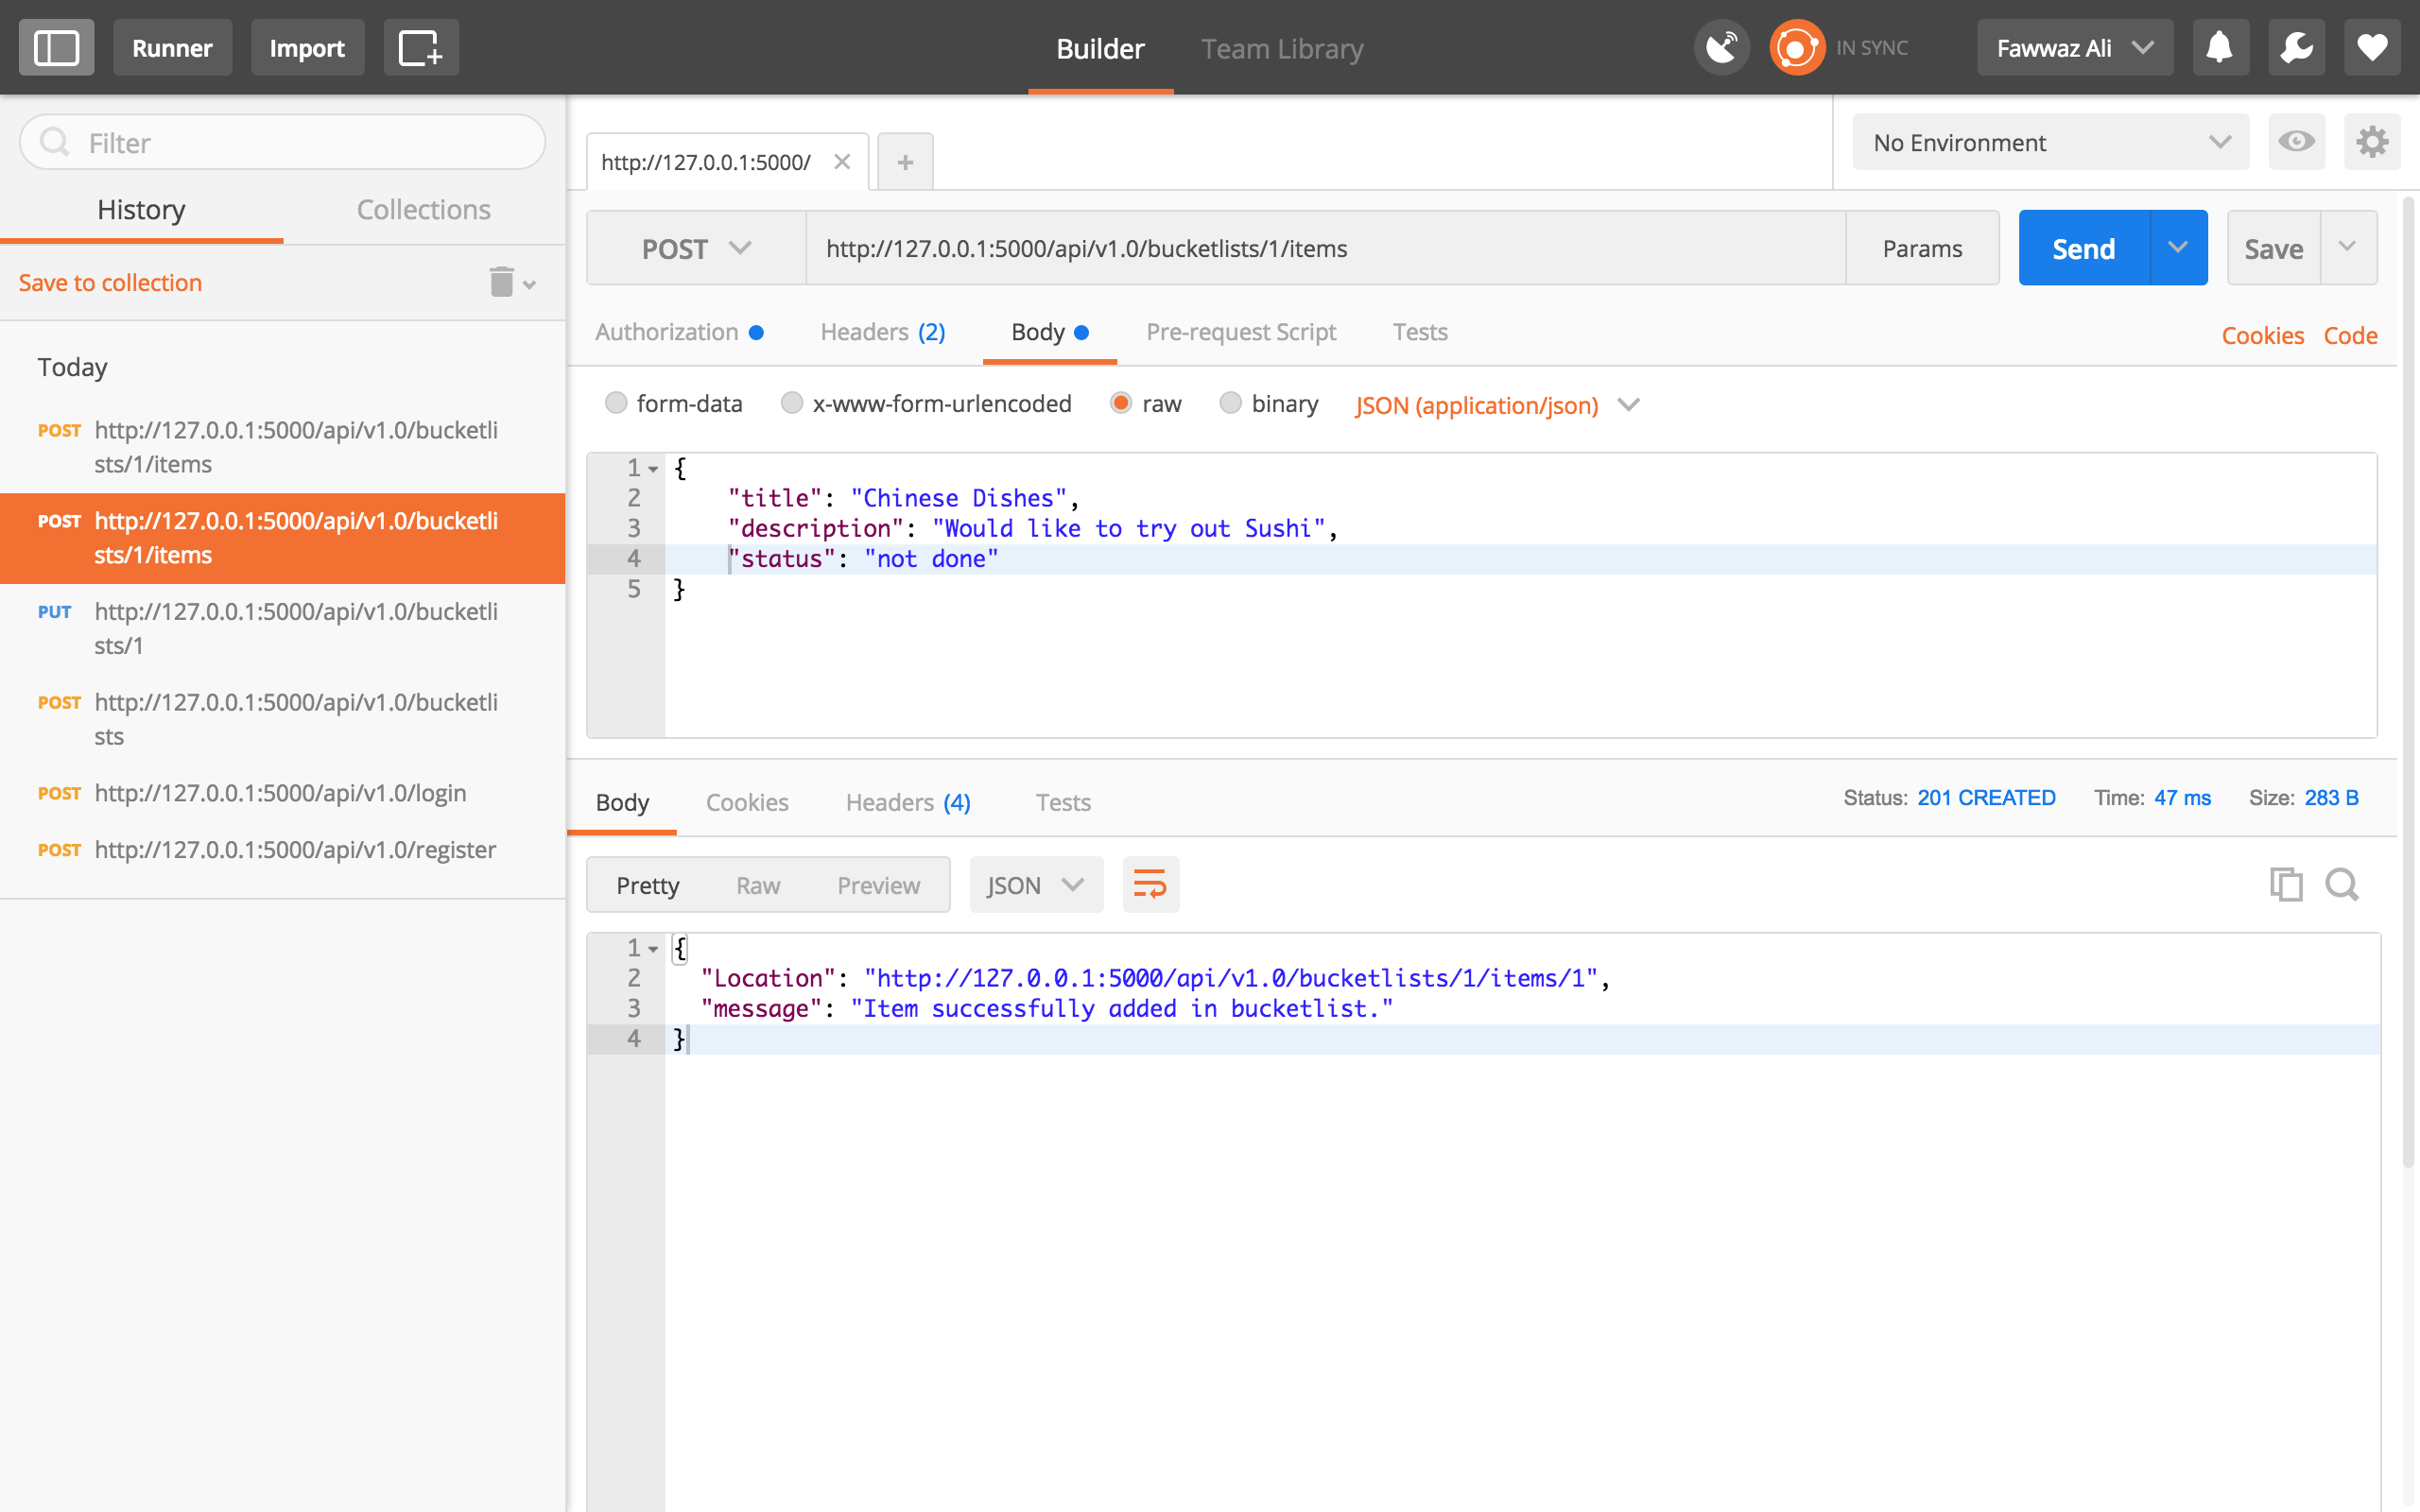 Runner Import Builder Team Library IN SYNC Fawwaz Ali
Filter
History Collections
Save to collection
Today
POST http://127.0.0.1:5000/api/v1.0/bucketli
sts/1/items
POST http://127.0.0.1:5000/api/v1.0/bucketli
sts/1/items
PUT http://127.0.0.1:5000/api/v1.0/bucketli
sts/1
POST http://127.0.0.1:5000/api/v1.0/bucketli
sts
POST http://127.0.0.1:5000/api/v1.0/login
POST http://127.0.0.1:5000/api/v1.0/register
http://127.0.0.1:5000/ No Environment
POST http://127.0.0.1:5000/api/v1.0/bucketlists/1/items Params Send Save
Authorization Headers (2) Body Pre-request Script Tests Cookies Code
form-data x-www-form-urlencoded raw binary JSON (application/json)
1 {
2 "title": "Chinese Dishes",
3 "description": "Would like to try out Sushi",
4 "status": "not done"
5 }
Body Cookies Headers (4) Tests Status: 201 CREATED Time: 47 ms Size: 283 B
Pretty Raw Preview JSON
1 {
2 "Location": "http://127.0.0.1:5000/api/v1.0/bucketlists/1/items/1",
3 "message": "Item successfully added in bucketlist."
4 }